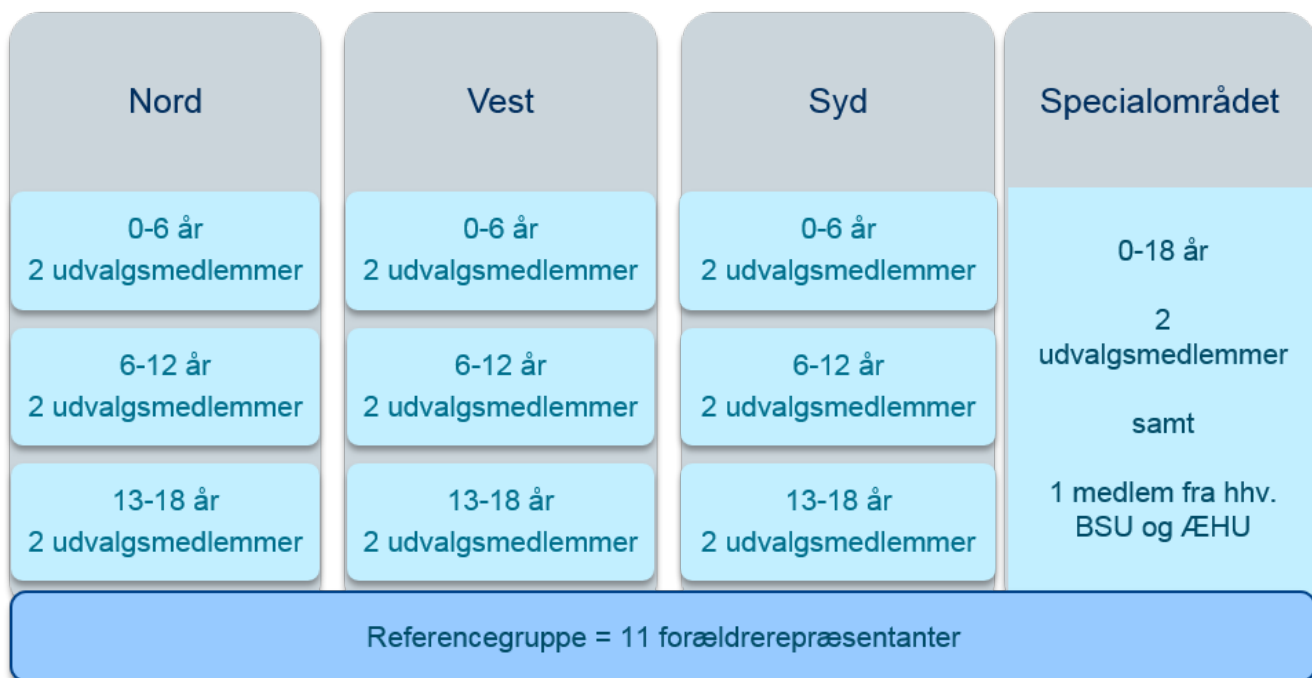 Nord
0-6 år
2 udvalgsmedlemmer
6-12 år
2 udvalgsmedlemmer
13-18 år
2 udvalgsmedlemmer
Vest
0-6 år
2 udvalgsmedlemmer
6-12 år
2 udvalgsmedlemmer
13-18 år
2 udvalgsmedlemmer
Syd
0-6 år
2 udvalgsmedlemmer
6-12 år
2 udvalgsmedlemmer
13-18 år
2 udvalgsmedlemmer
Specialområdet
0-18 år
2
udvalgsmedlemmer
samt
1 medlem fra hhv.
BSU og ÆHU
Referencegruppe = 11 forældrerepræsentanter